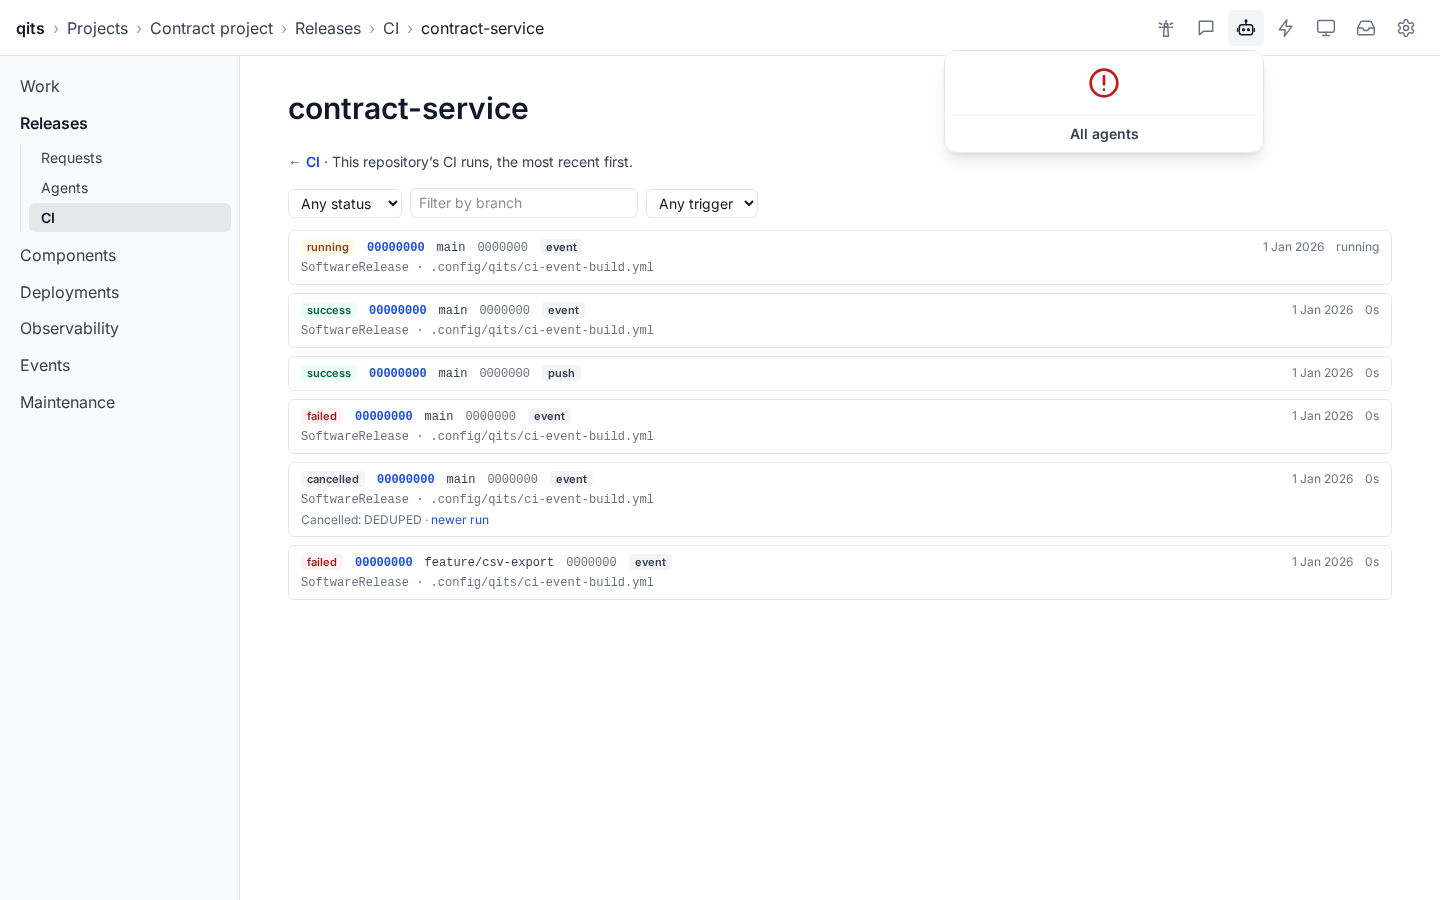 qits › Projects › Contract project › Releases › CI › contract-service
All agents
Work
Releases
Requests
Agents
CI
Components
Deployments
Observability
Events
Maintenance
contract-service
← CI · This repository’s CI runs, the most recent first.
Any status Filter by branch Any trigger
running 00000000 main 0000000 event 1 Jan 2026 running
SoftwareRelease · .config/qits/ci-event-build.yml
success 00000000 main 0000000 event 1 Jan 2026 0s
SoftwareRelease · .config/qits/ci-event-build.yml
success 00000000 main 0000000 push 1 Jan 2026 0s
failed 00000000 main 0000000 event 1 Jan 2026 0s
SoftwareRelease · .config/qits/ci-event-build.yml
cancelled 00000000 main 0000000 event 1 Jan 2026 0s
SoftwareRelease · .config/qits/ci-event-build.yml
Cancelled: DEDUPED · newer run
failed 00000000 feature/csv-export 0000000 event 1 Jan 2026 0s
SoftwareRelease · .config/qits/ci-event-build.yml